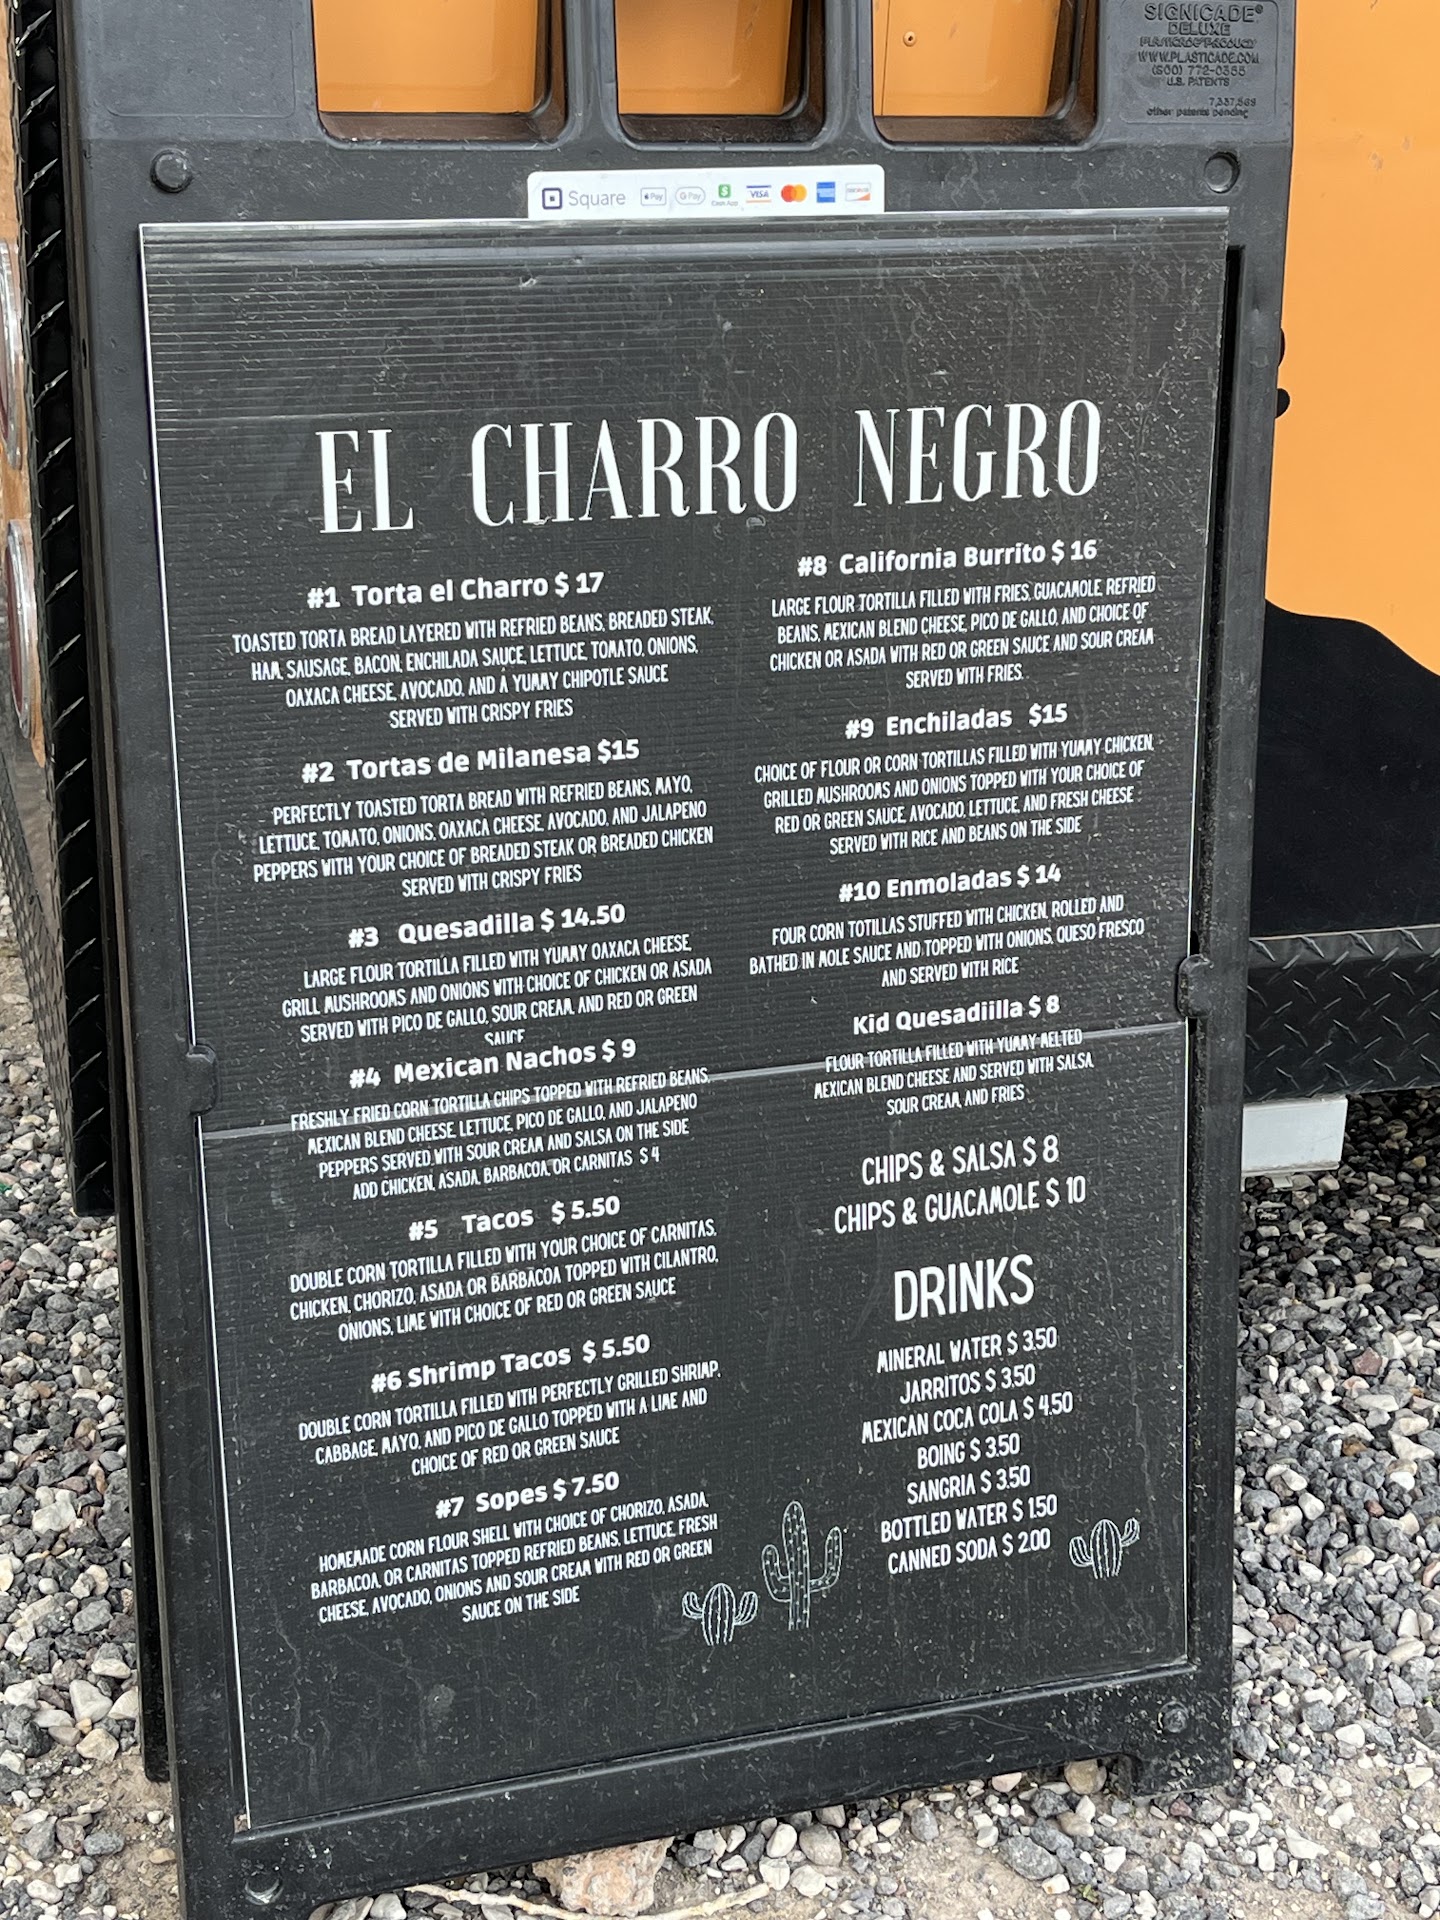 SIGNICADE®
DELUXE
PLASTICADE PRODUCT
WWW.PLASTICADE.COM
(800) 772-0355
U.S. PATENTS
7,337,569
other patents pending
Square Pay G Pay Cash App VISA
EL CHARRO NEGRO
#1 Torta el Charro $ 17
TOASTED TORTA BREAD LAYERED WITH REFRIED BEANS, BREADED STEAK,
HAM, SAUSAGE, BACON, ENCHILADA SAUCE, LETTUCE, TOMATO, ONIONS,
OAXACA CHEESE, AVOCADO, AND A YUMMY CHIPOTLE SAUCE
SERVED WITH CRISPY FRIES
#2 Tortas de Milanesa $15
PERFECTLY TOASTED TORTA BREAD WITH REFRIED BEANS, MAYO,
LETTUCE, TOMATO, ONIONS, OAXACA CHEESE, AVOCADO, AND JALAPENO
PEPPERS WITH YOUR CHOICE OF BREADED STEAK OR BREADED CHICKEN
SERVED WITH CRISPY FRIES
#3 Quesadilla $ 14.50
LARGE FLOUR TORTILLA FILLED WITH YUMMY OAXACA CHEESE,
GRILL MUSHROOMS AND ONIONS WITH CHOICE OF CHICKEN OR ASADA
SERVED WITH PICO DE GALLO, SOUR CREAM, AND RED OR GREEN
SAUCE
#4 Mexican Nachos $ 9
FRESHLY FRIED CORN TORTILLA CHIPS TOPPED WITH REFRIED BEANS,
MEXICAN BLEND CHEESE, LETTUCE, PICO DE GALLO, AND JALAPENO
PEPPERS SERVED WITH SOUR CREAM AND SALSA ON THE SIDE
ADD CHICKEN, ASADA, BARBACOA, OR CARNITAS $ 4
#5 Tacos $ 5.50
DOUBLE CORN TORTILLA FILLED WITH YOUR CHOICE OF CARNITAS,
CHICKEN, CHORIZO, ASADA OR BARBACOA TOPPED WITH CILANTRO,
ONIONS, LIME WITH CHOICE OF RED OR GREEN SAUCE
#6 Shrimp Tacos $ 5.50
DOUBLE CORN TORTILLA FILLED WITH PERFECTLY GRILLED SHRIMP,
CABBAGE, MAYO, AND PICO DE GALLO TOPPED WITH A LIME AND
CHOICE OF RED OR GREEN SAUCE
#7 Sopes $ 7.50
HOMEMADE CORN FLOUR SHELL WITH CHOICE OF CHORIZO, ASADA,
BARBACOA, OR CARNITAS TOPPED REFRIED BEANS, LETTUCE, FRESH
CHEESE, AVOCADO, ONIONS AND SOUR CREAM WITH RED OR GREEN
SAUCE ON THE SIDE
#8 California Burrito $ 16
LARGE FLOUR TORTILLA FILLED WITH FRIES, GUACAMOLE, REFRIED
BEANS, MEXICAN BLEND CHEESE, PICO DE GALLO, AND CHOICE OF
CHICKEN OR ASADA WITH RED OR GREEN SAUCE AND SOUR CREAM
SERVED WITH FRIES.
#9 Enchiladas $15
CHOICE OF FLOUR OR CORN TORTILLAS FILLED WITH YUMMY CHICKEN,
GRILLED MUSHROOMS AND ONIONS TOPPED WITH YOUR CHOICE OF
RED OR GREEN SAUCE, AVOCADO, LETTUCE, AND FRESH CHEESE
SERVED WITH RICE AND BEANS ON THE SIDE
#10 Enmoladas $ 14
FOUR CORN TOTILLAS STUFFED WITH CHICKEN, ROLLED AND
BATHED IN MOLE SAUCE AND TOPPED WITH ONIONS, QUESO FRESCO
AND SERVED WITH RICE
Kid Quesadiilla $ 8
FLOUR TORTILLA FILLED WITH YUMMY MELTED
MEXICAN BLEND CHEESE AND SERVED WITH SALSA,
SOUR CREAM, AND FRIES
CHIPS & SALSA $ 8
CHIPS & GUACAMOLE $ 10
DRINKS
MINERAL WATER $ 3.50
JARRITOS $ 3.50
MEXICAN COCA COLA $ 4.50
BOING $ 3.50
SANGRIA $ 3.50
BOTTLED WATER $ 1.50
CANNED SODA $ 2.00